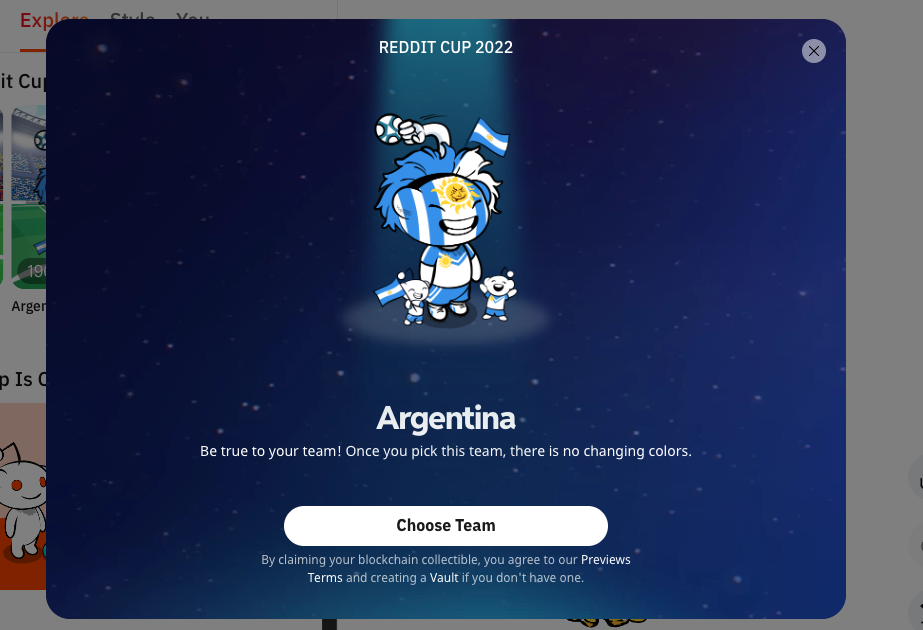 Explore Style You
REDDIT CUP 2022
it Cup
190
Argen
p Is C
Argentina
Be true to your team! Once you pick this team, there is no changing colors.
Choose Team
By claiming your blockchain collectible, you agree to our Previews
Terms and creating a Vault if you don't have one.